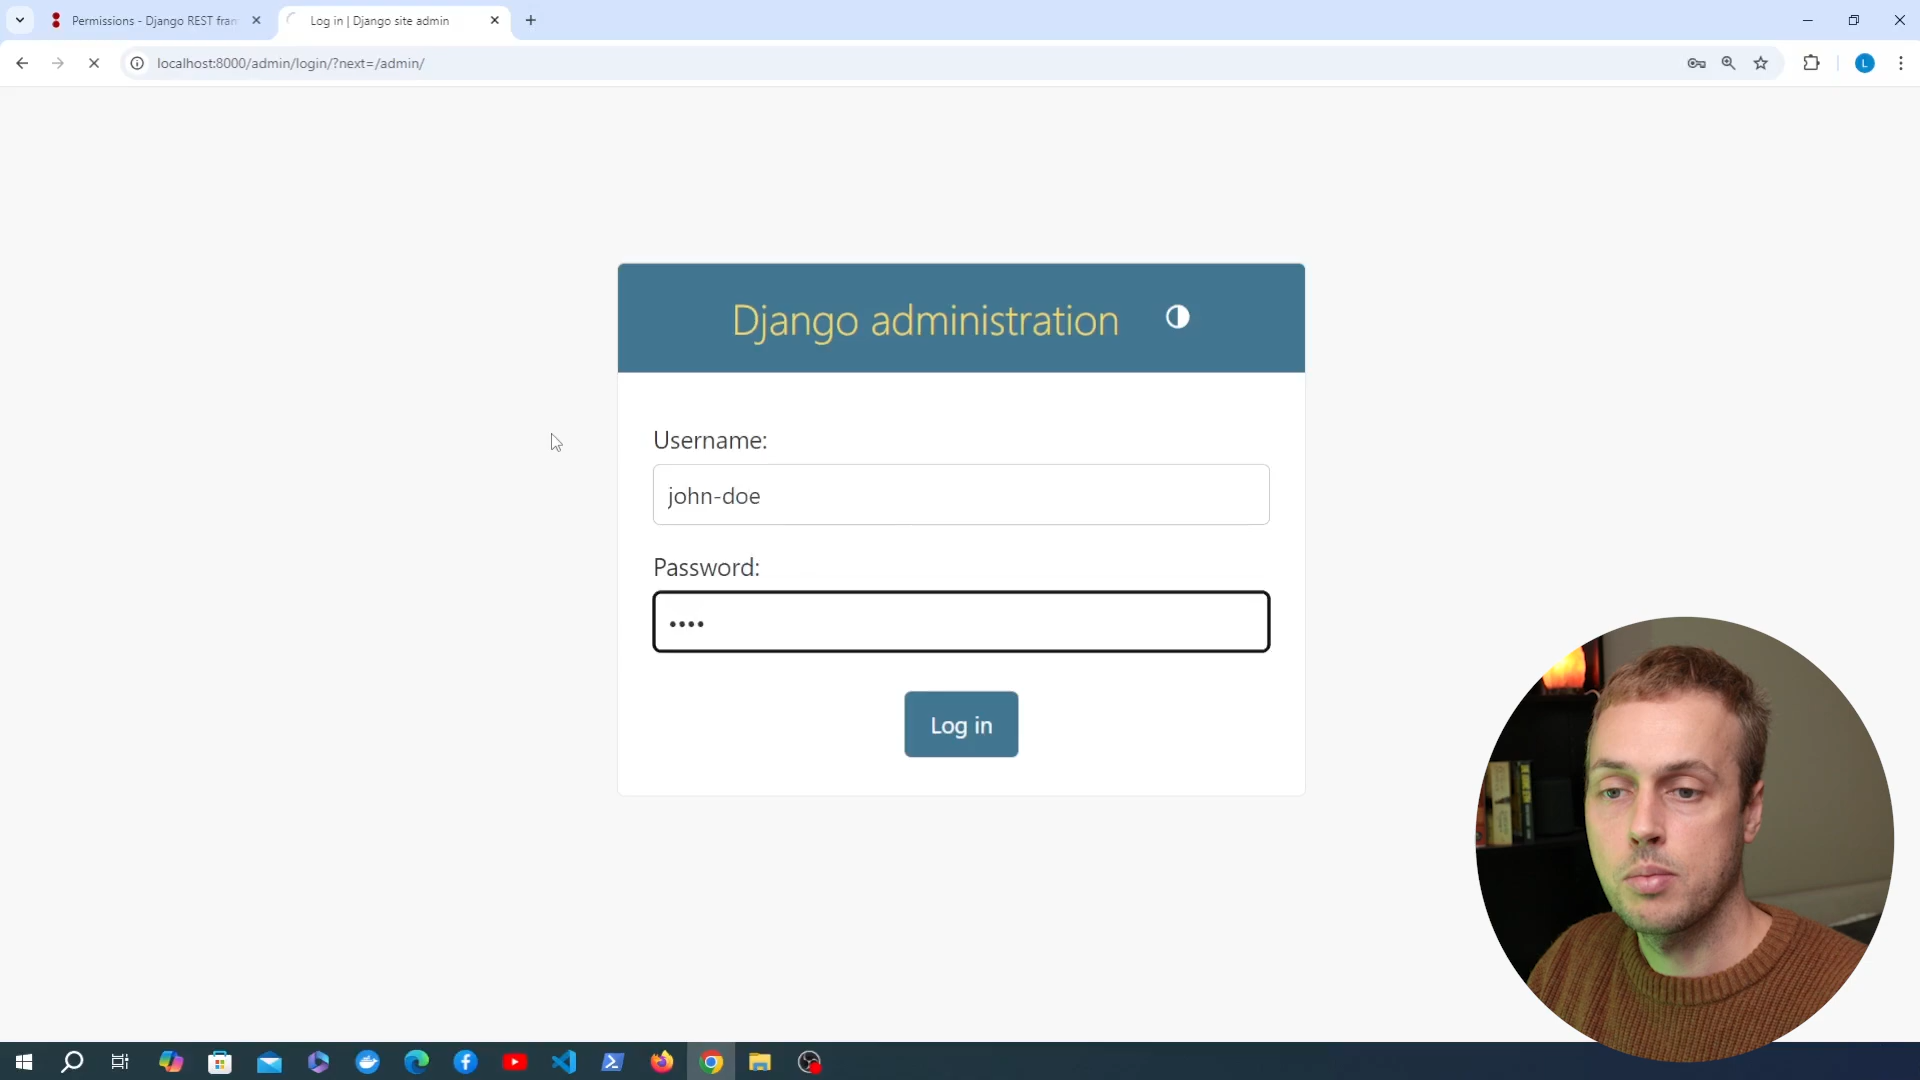 Permissions - Django REST fran
Log in | Django site admin
localhost:8000/admin/login/?next=/admin/
L
Django administration
Username:
john-doe
Password:
••••
Log in